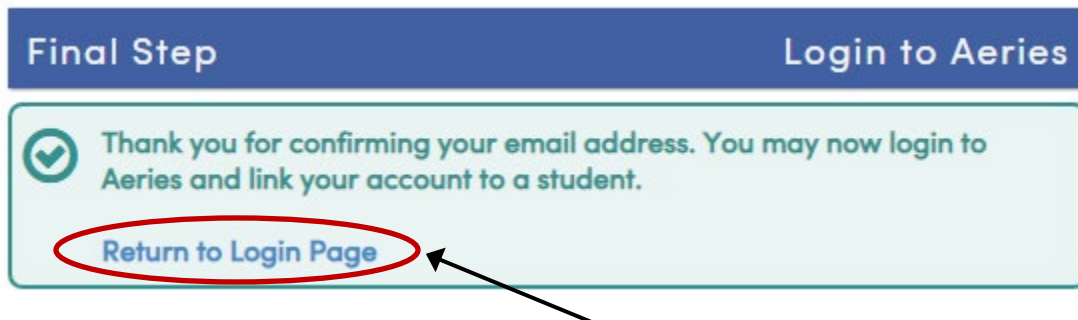 Final Step Login to Aeries
Thank you for confirming your email address. You may now login to
Aeries and link your account to a student.
Return to Login Page